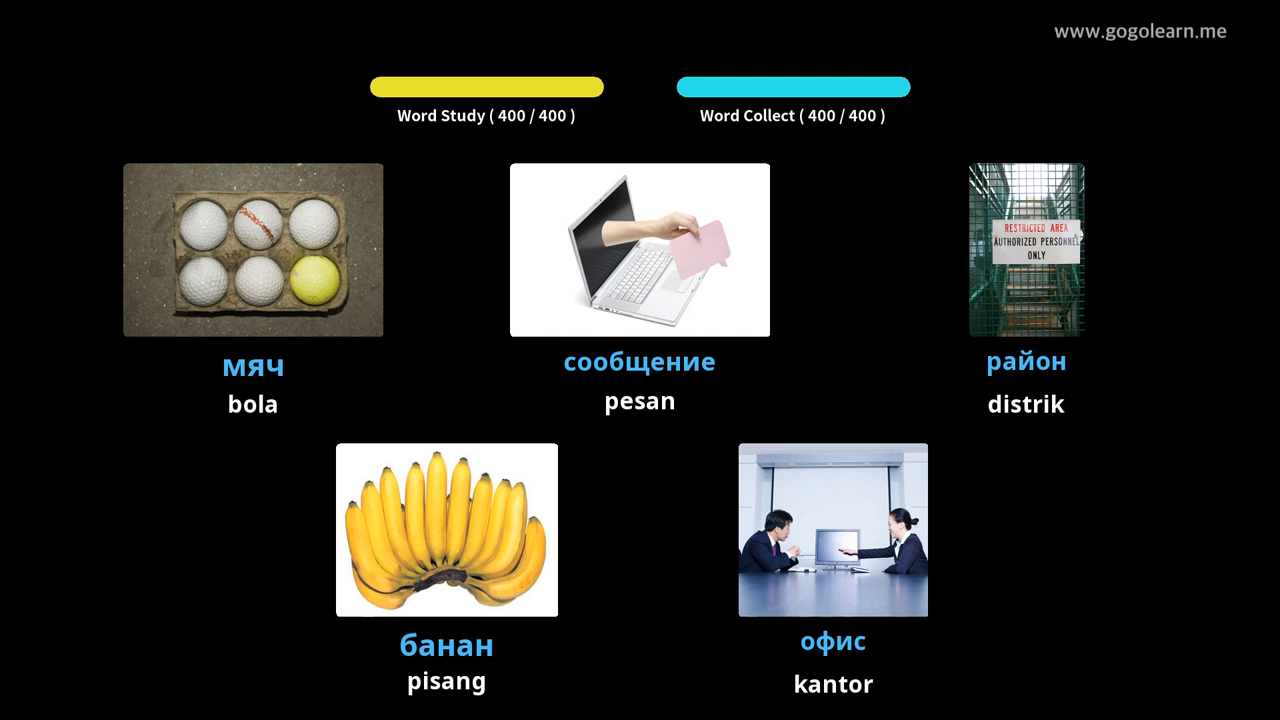 www.gogolearn.me
Word Study ( 400 / 400 )
Word Collect ( 400 / 400 )
RESTRICTED AREA
AUTHORIZED PERSONNEL
ONLY
мяч
bola
сообщение
pesan
район
distrik
банан
pisang
офис
kantor